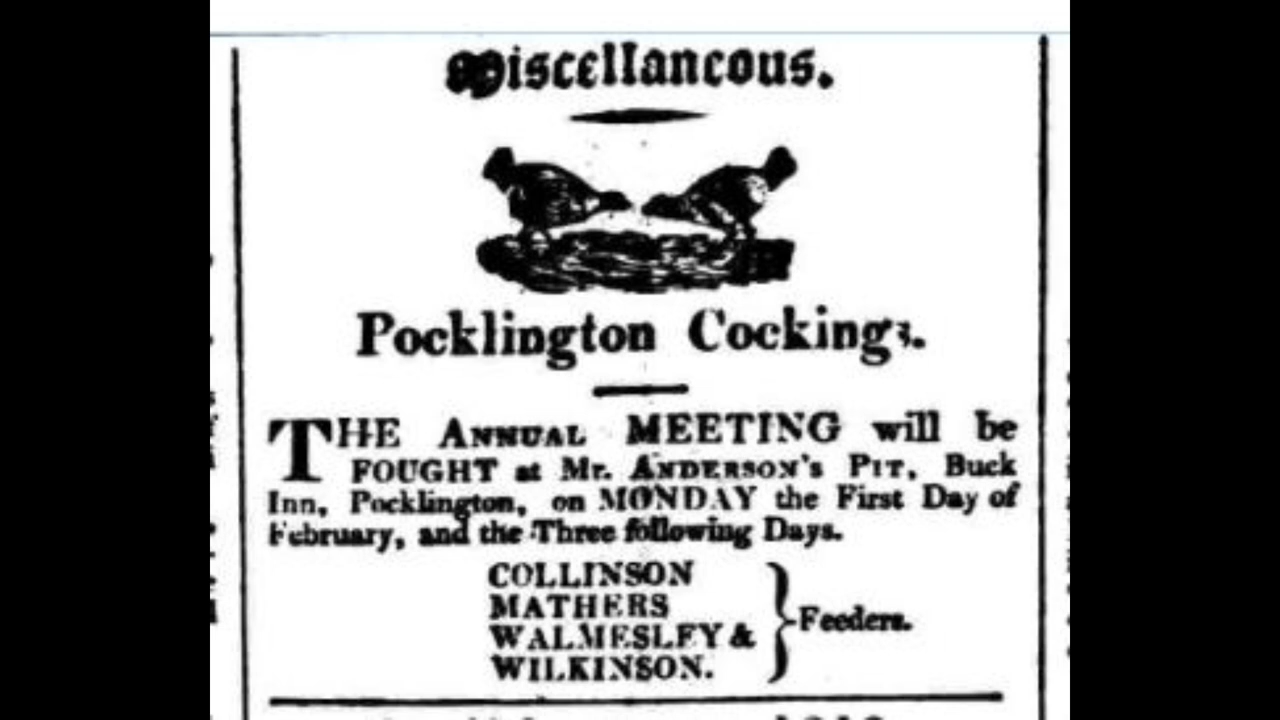 Miscellaneous.
Pocklington Cockings.
THE ANNUAL MEETING will be
FOUGHT at Mr. ANDERSON'S PIT, Buck
Inn, Pocklington, on MONDAY the First Day of
February, and the Three following Days.
COLLINSON
MATHERS
WALMESLEY &
WILKINSON.
Feeders.